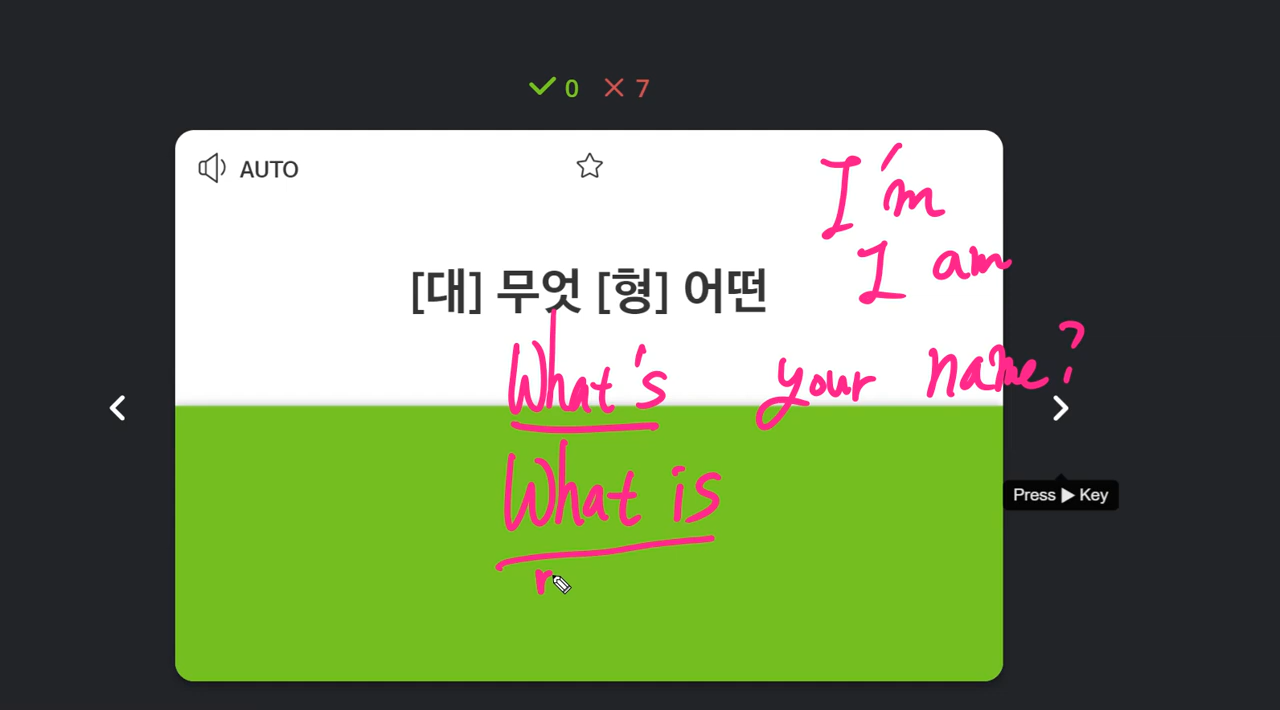 0 7
AUTO
I'm
I am
[대] 무엇 [형] 어떤
What's your name?
What is
r
Press ▶ Key